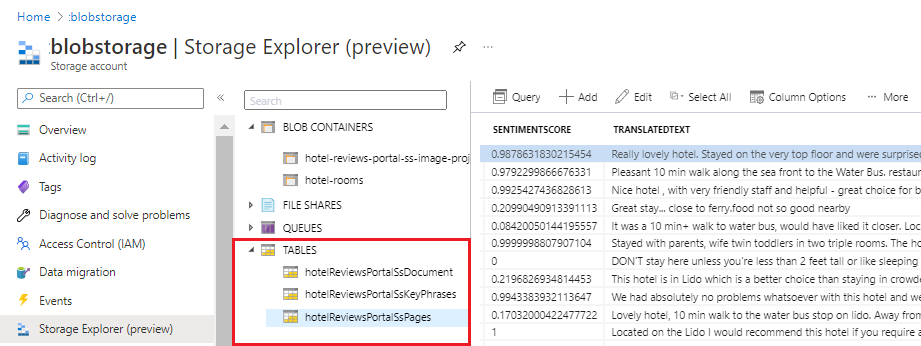 Home > :blobstorage
:blobstorage | Storage Explorer (preview) ...
Storage account
Search (Ctrl+/) «
Overview
Activity log
Tags
Diagnose and solve problems
Access Control (IAM)
Data migration
Events
Storage Explorer (preview)
Search
BLOB CONTAINERS
hotel-reviews-portal-ss-image-proj
hotel-rooms
FILE SHARES
QUEUES
TABLES
hotelReviewsPortalSsDocument
hotelReviewsPortalSsKeyPhrases
hotelReviewsPortalSsPages
Query Add Edit Select All Column Options ... More
SENTIMENTSCORE TRANSLATEDTEXT
0.9878631830215454 Really lovely hotel. Stayed on the very top floor and were surprised
0.9792299866676331 Pleasant 10 min walk along the sea front to the Water Bus. restaur
0.9925427436828613 Nice hotel , with very friendly staff and helpful - great choice for b
0.20990490913391113 Great stay... close to ferry.food not so good nearby
0.08420050144195557 It was a 10 min+ walk to water bus, would have liked it closer. Loc
0.9999998807907104 Stayed with parents, wife twin toddlers in two triple rooms. The ho
0 DON'T stay here unless you're less than 2 feet tall or like sleeping
0.2196826934814453 This hotel is in Lido which is a better choice than staying in crowde
0.9943383932113647 We had absolutely no problems whatsoever with this hotel and we
0.17032000422477722 Lovely hotel, 10 min walk to the water bus stop on lido. Away from
1 Located on the Lido I would recommend this hotel if you require a